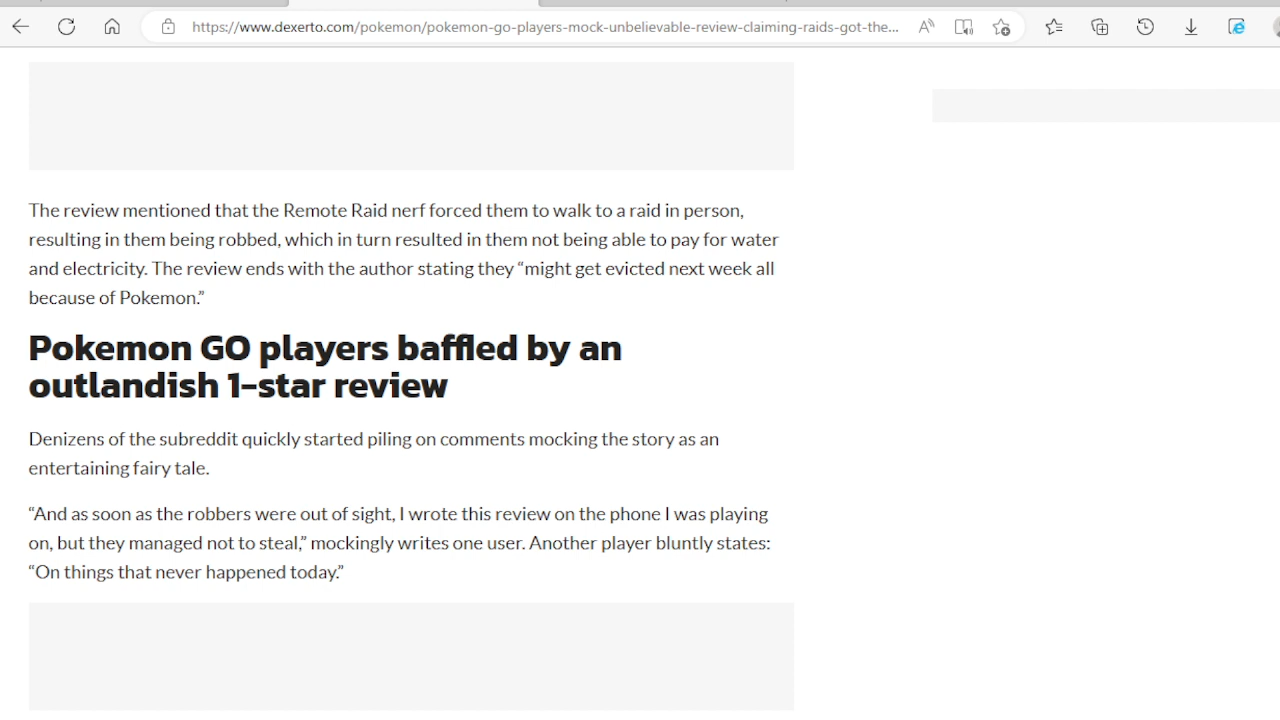 https://www.dexerto.com/pokemon/pokemon-go-players-mock-unbelievable-review-claiming-raids-got-the...
The review mentioned that the Remote Raid nerf forced them to walk to a raid in person,
resulting in them being robbed, which in turn resulted in them not being able to pay for water
and electricity. The review ends with the author stating they “might get evicted next week all
because of Pokemon.”
Pokemon GO players baffled by an
outlandish 1-star review
Denizens of the subreddit quickly started piling on comments mocking the story as an
entertaining fairy tale.
“And as soon as the robbers were out of sight, I wrote this review on the phone I was playing
on, but they managed not to steal,” mockingly writes one user. Another player bluntly states:
“On things that never happened today.”